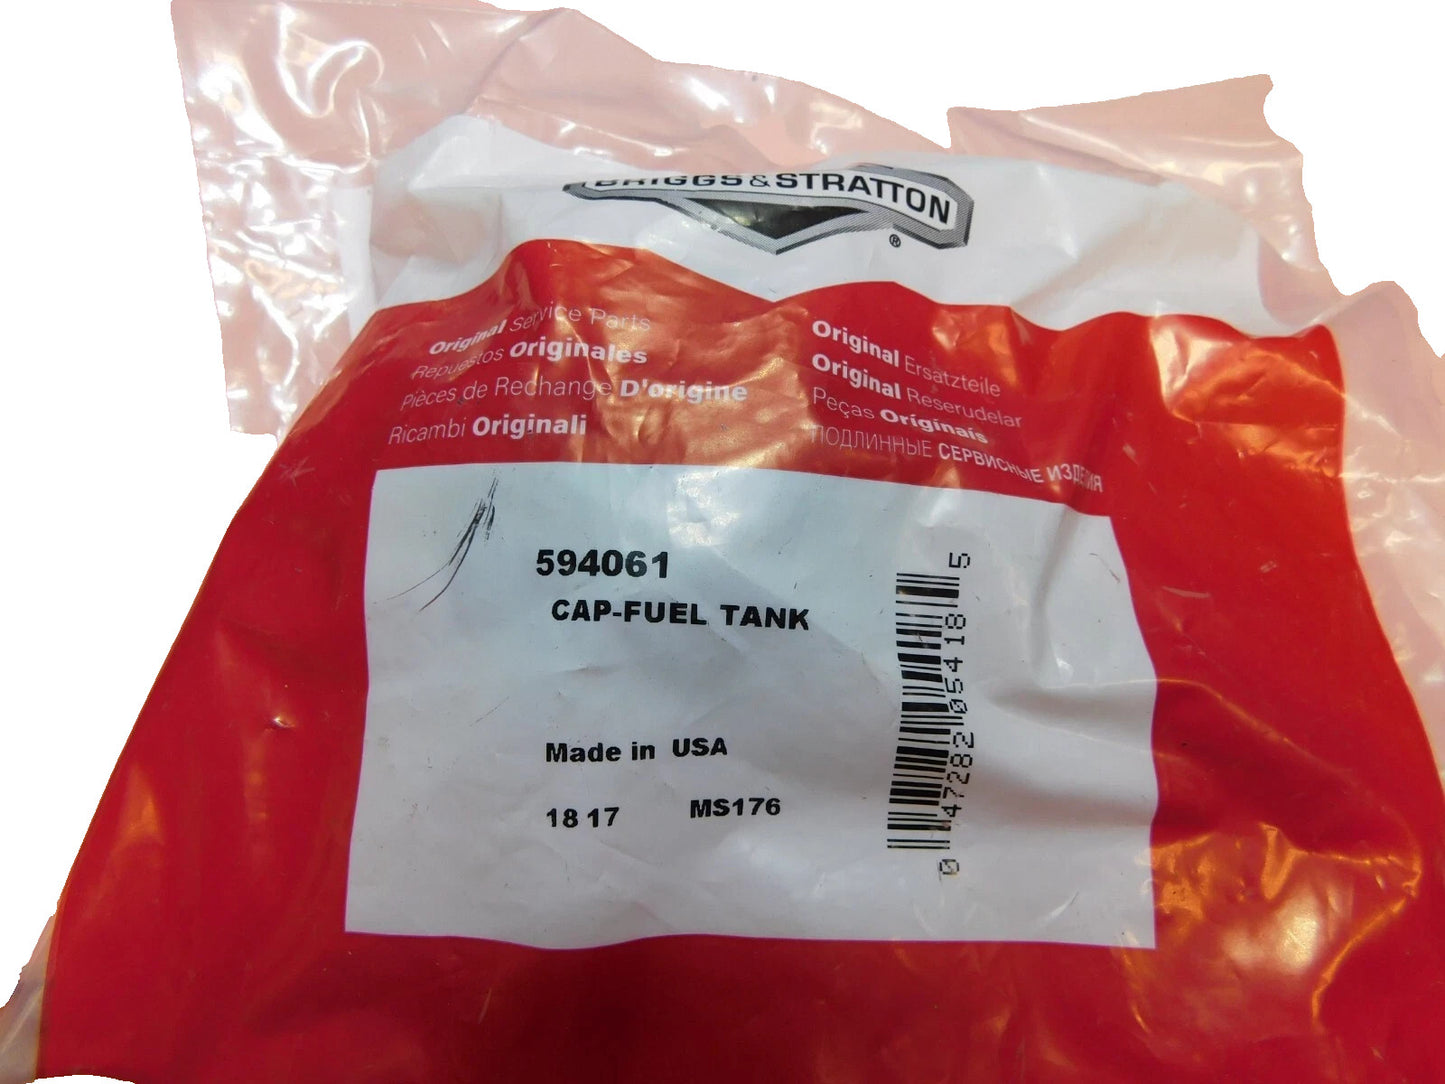 BRIGGS & STRATTON
®
Original Service Parts
Repuestos Originales
Pièces de Rechange D'origine
Ricambi Originali
Original Ersatzteile
Original Reserudelar
Peças Originais
ПОДЛИННЫЕ СЕРВИСНЫЕ ИЗДЕЛИЯ
594061
CAP-FUEL TANK
Made in USA
18 17 MS176
0 47282 05418 5